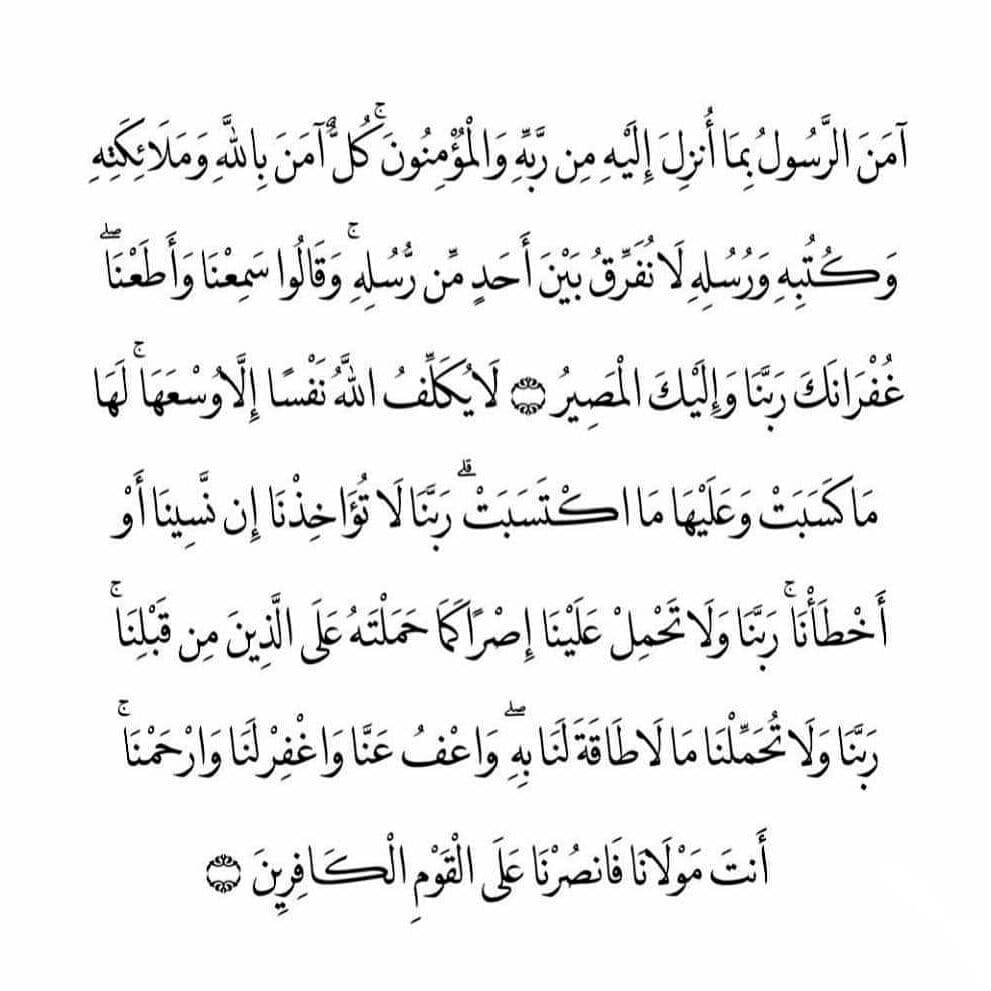 آمَنَ الرَّسُولُ بِمَا أُنزِلَ إِلَيْهِ مِن رَّبِّهِ وَالْمُؤْمِنُونَ ۚ كُلٌّ آمَنَ بِاللَّهِ وَمَلَائِكَتِهِ
وَكُتُبِهِ وَرُسُلِهِ لَا نُفَرِّقُ بَيْنَ أَحَدٍ مِّن رُّسُلِهِ ۚ وَقَالُوا سَمِعْنَا وَأَطَعْنَا ۖ
غُفْرَانَكَ رَبَّنَا وَإِلَيْكَ الْمَصِيرُ ۝ لَا يُكَلِّفُ اللَّهُ نَفْسًا إِلَّا وُسْعَهَا ۚ لَهَا
مَا كَسَبَتْ وَعَلَيْهَا مَا اكْتَسَبَتْ ۗ رَبَّنَا لَا تُؤَاخِذْنَا إِن نَّسِينَا أَوْ
أَخْطَأْنَا ۚ رَبَّنَا وَلَا تَحْمِلْ عَلَيْنَا إِصْرًا كَمَا حَمَلْتَهُ عَلَى الَّذِينَ مِن قَبْلِنَا ۚ
رَبَّنَا وَلَا تُحَمِّلْنَا مَا لَا طَاقَةَ لَنَا بِهِ ۖ وَاعْفُ عَنَّا وَاغْفِرْ لَنَا وَارْحَمْنَا ۚ
أَنتَ مَوْلَانَا فَانصُرْنَا عَلَى الْقَوْمِ الْكَافِرِينَ ۝